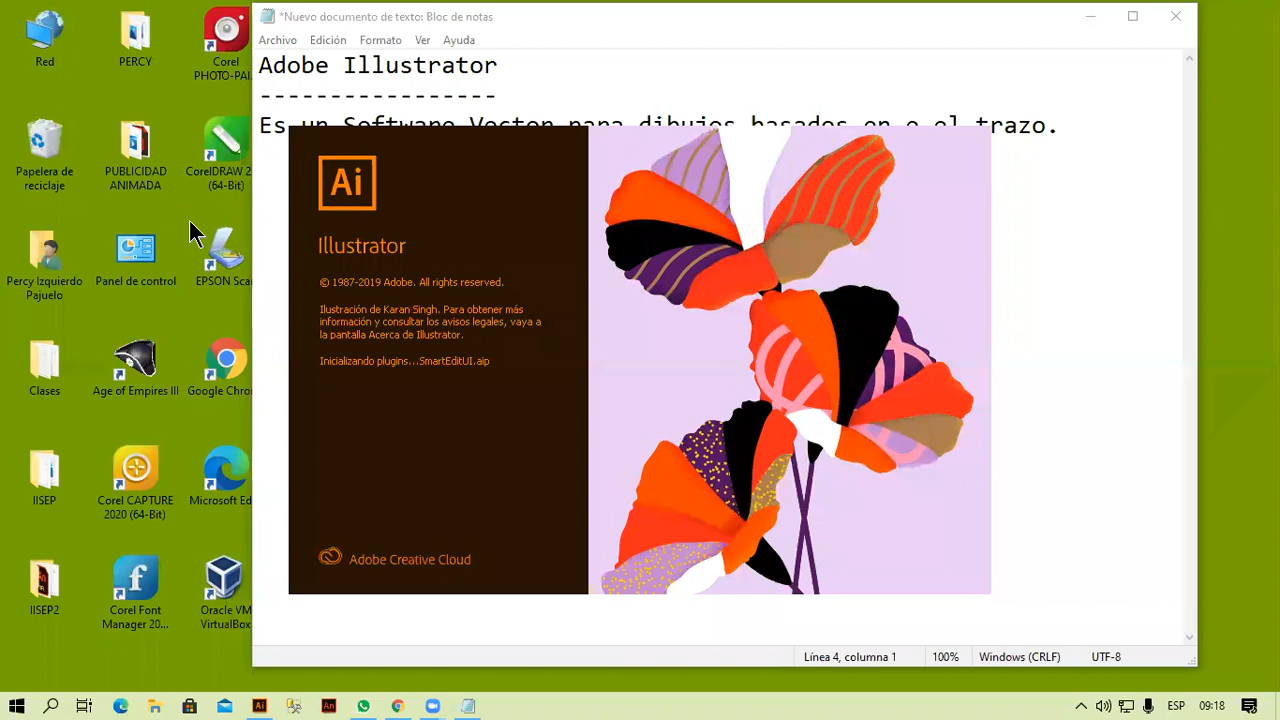 *Nuevo documento de texto: Bloc de notas
Archivo Edición Formato Ver Ayuda
Adobe Illustrator
-----------------
Es un Software Vector para dibujos basados en o el trazo.
Ai
Illustrator
© 1987-2019 Adobe. All rights reserved.
Ilustración de Karan Singh. Para obtener más
información y consultar los avisos legales, vaya a
la pantalla Acerca de Illustrator.
Inicializando plugins...SmartEditUI.aip
Adobe Creative Cloud
Línea 4, columna 1 100% Windows (CRLF) UTF-8
Red
PERCY
Corel
PHOTO-PAI...
Papelera de
reciclaje
PUBLICIDAD
ANIMADA
CorelDRAW 2
(64-Bit)
Percy Izquierdo
Pajuelo
Panel de control
EPSON Scan
Clases
Age of Empires III
Google Chro
IISEP
Corel CAPTURE
2020 (64-Bit)
Microsoft Ed
IISEP2
Corel Font
Manager 20...
Oracle VM
VirtualBox
Ai An ESP 09:18